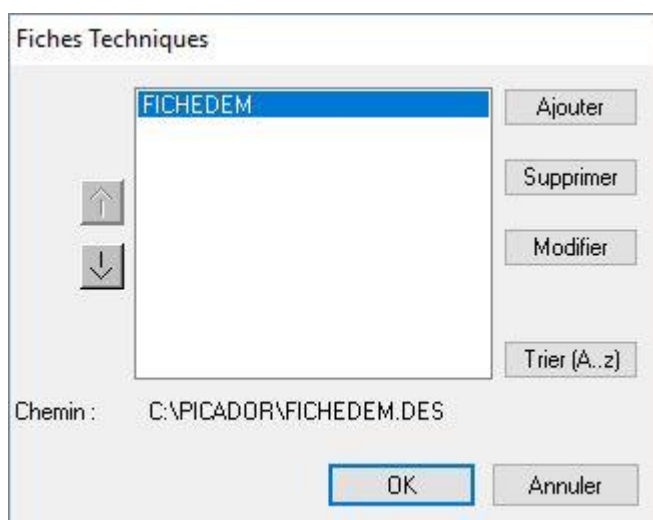 Fiches Techniques
FICHEDEM
Ajouter
Supprimer
Modifier
Trier (A..z)
Chemin : C:\PICADOR\FICHEDEM.DES
OK
Annuler